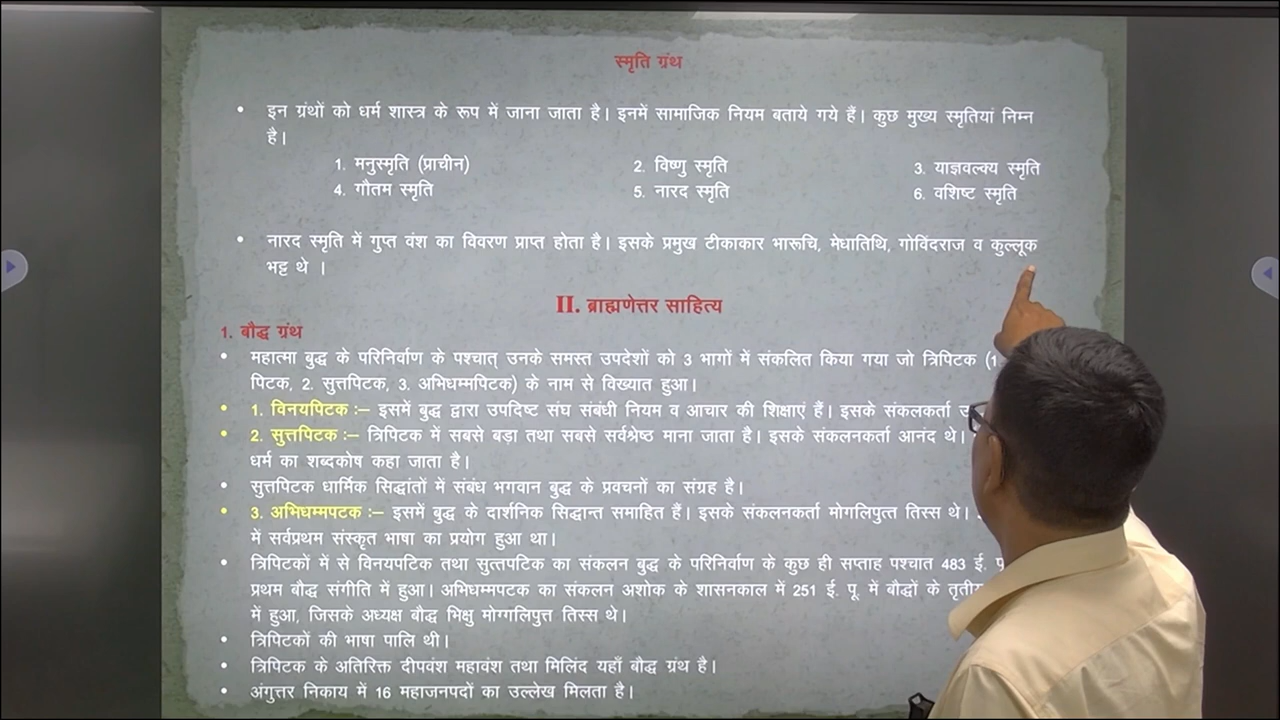 स्मृति ग्रंथ
• इन ग्रंथों को धर्म शास्त्र के रूप में जाना जाता है। इनमें सामाजिक नियम बताये गये हैं। कुछ मुख्य स्मृतियां निम्न
है।
1. मनुस्मृति (प्राचीन) 2. विष्णु स्मृति 3. याज्ञवल्क्य स्मृति
4. गौतम स्मृति 5. नारद स्मृति 6. वशिष्ट स्मृति
• नारद स्मृति में गुप्त वंश का विवरण प्राप्त होता है। इसके प्रमुख टीकाकार भारूचि, मेधातिथि, गोविंदराज व कुल्लूक
भट्ट थे ।
II. ब्राह्मणेत्तर साहित्य
1. बौद्ध ग्रंथ
• महात्मा बुद्ध के परिनिर्वाण के पश्चात् उनके समस्त उपदेशों को 3 भागों में संकलित किया गया जो त्रिपिटक (1
पिटक, 2. सुत्तपिटक, 3. अभिधम्मपिटक) के नाम से विख्यात हुआ।
• 1. विनयपिटक :– इसमें बुद्ध द्वारा उपदिष्ट संघ संबंधी नियम व आचार की शिक्षाएं हैं। इसके संकलकर्ता
• 2. सुत्तपिटक :– त्रिपिटक में सबसे बड़ा तथा सबसे सर्वश्रेष्ठ माना जाता है। इसके संकलनकर्ता आनंद थे।
धर्म का शब्दकोष कहा जाता है।
• सुत्तपिटक धार्मिक सिद्धांतों में संबंध भगवान बुद्ध के प्रवचनों का संग्रह है।
• 3. अभिधम्मपटक :– इसमें बुद्ध के दार्शनिक सिद्धान्त समाहित हैं। इसके संकलनकर्ता मोगलिपुत्त तिस्स थे।
में सर्वप्रथम संस्कृत भाषा का प्रयोग हुआ था।
• त्रिपिटकों में से विनयपटिक तथा सुत्तपटिक का संकलन बुद्ध के परिनिर्वाण के कुछ ही सप्ताह पश्चात 483 ई.
प्रथम बौद्ध संगीति में हुआ। अभिधम्मपटक का संकलन अशोक के शासनकाल में 251 ई. पू. में बौद्धों के
में हुआ, जिसके अध्यक्ष बौद्ध भिक्षु मोग्गलिपुत्त तिस्स थे।
• त्रिपिटकों की भाषा पालि थी।
• त्रिपिटक के अतिरिक्त दीपवंश महावंश तथा मिलिंद यहाँ बौद्ध ग्रंथ है।
• अंगुत्तर निकाय में 16 महाजनपदों का उल्लेख मिलता है।